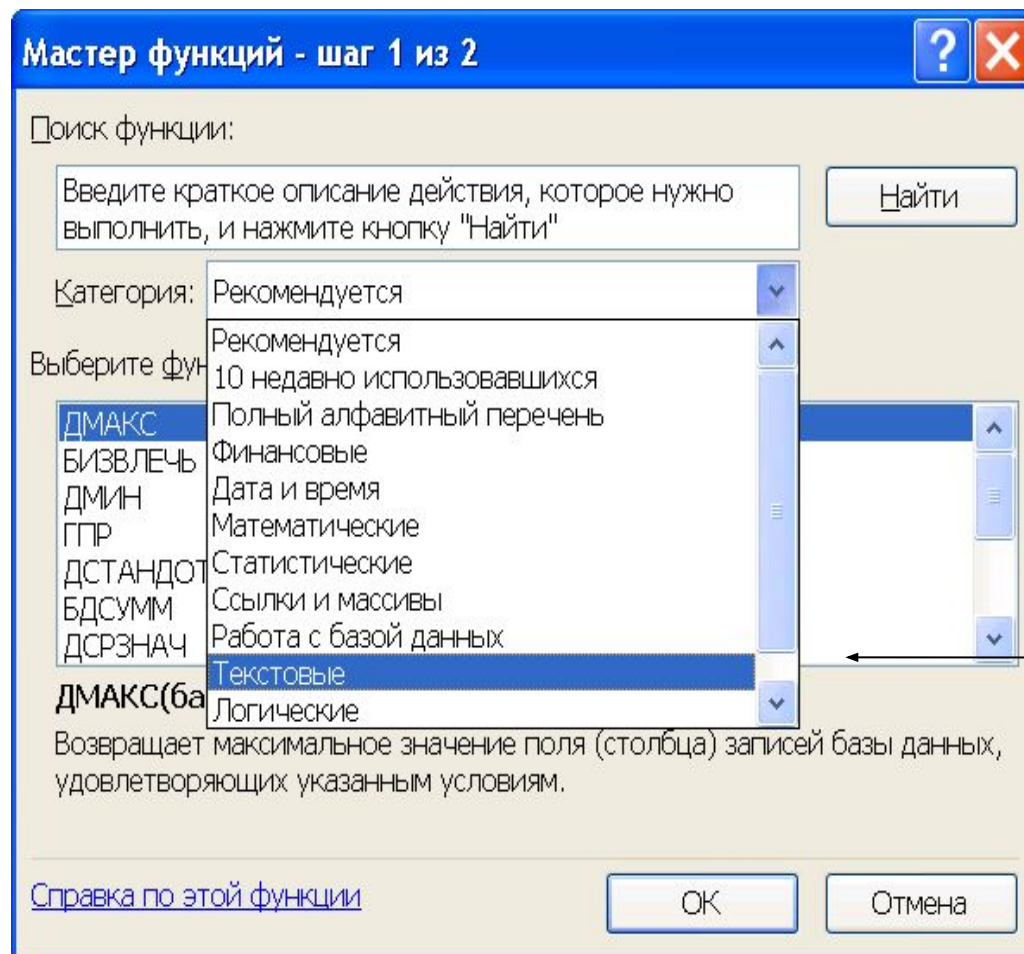 Мастер функций - шаг 1 из 2
Поиск функции:
Введите краткое описание действия, которое нужно
выполнить, и нажмите кнопку "Найти"
Найти
Категория:
Рекомендуется
Рекомендуется
10 недавно использовавшихся
Полный алфавитный перечень
Финансовые
Дата и время
Математические
Статистические
Ссылки и массивы
Работа с базой данных
Текстовые
Логические
Выберите фун
ДМАКС
БИЗВЛЕЧЬ
ДМИН
ГПР
ДСТАНДОТ
БДСУММ
ДСРЗНАЧ
ДМАКС(ба
Возвращает максимальное значение поля (столбца) записей базы данных,
удовлетворяющих указанным условиям.
Справка по этой функции
ОК
Отмена